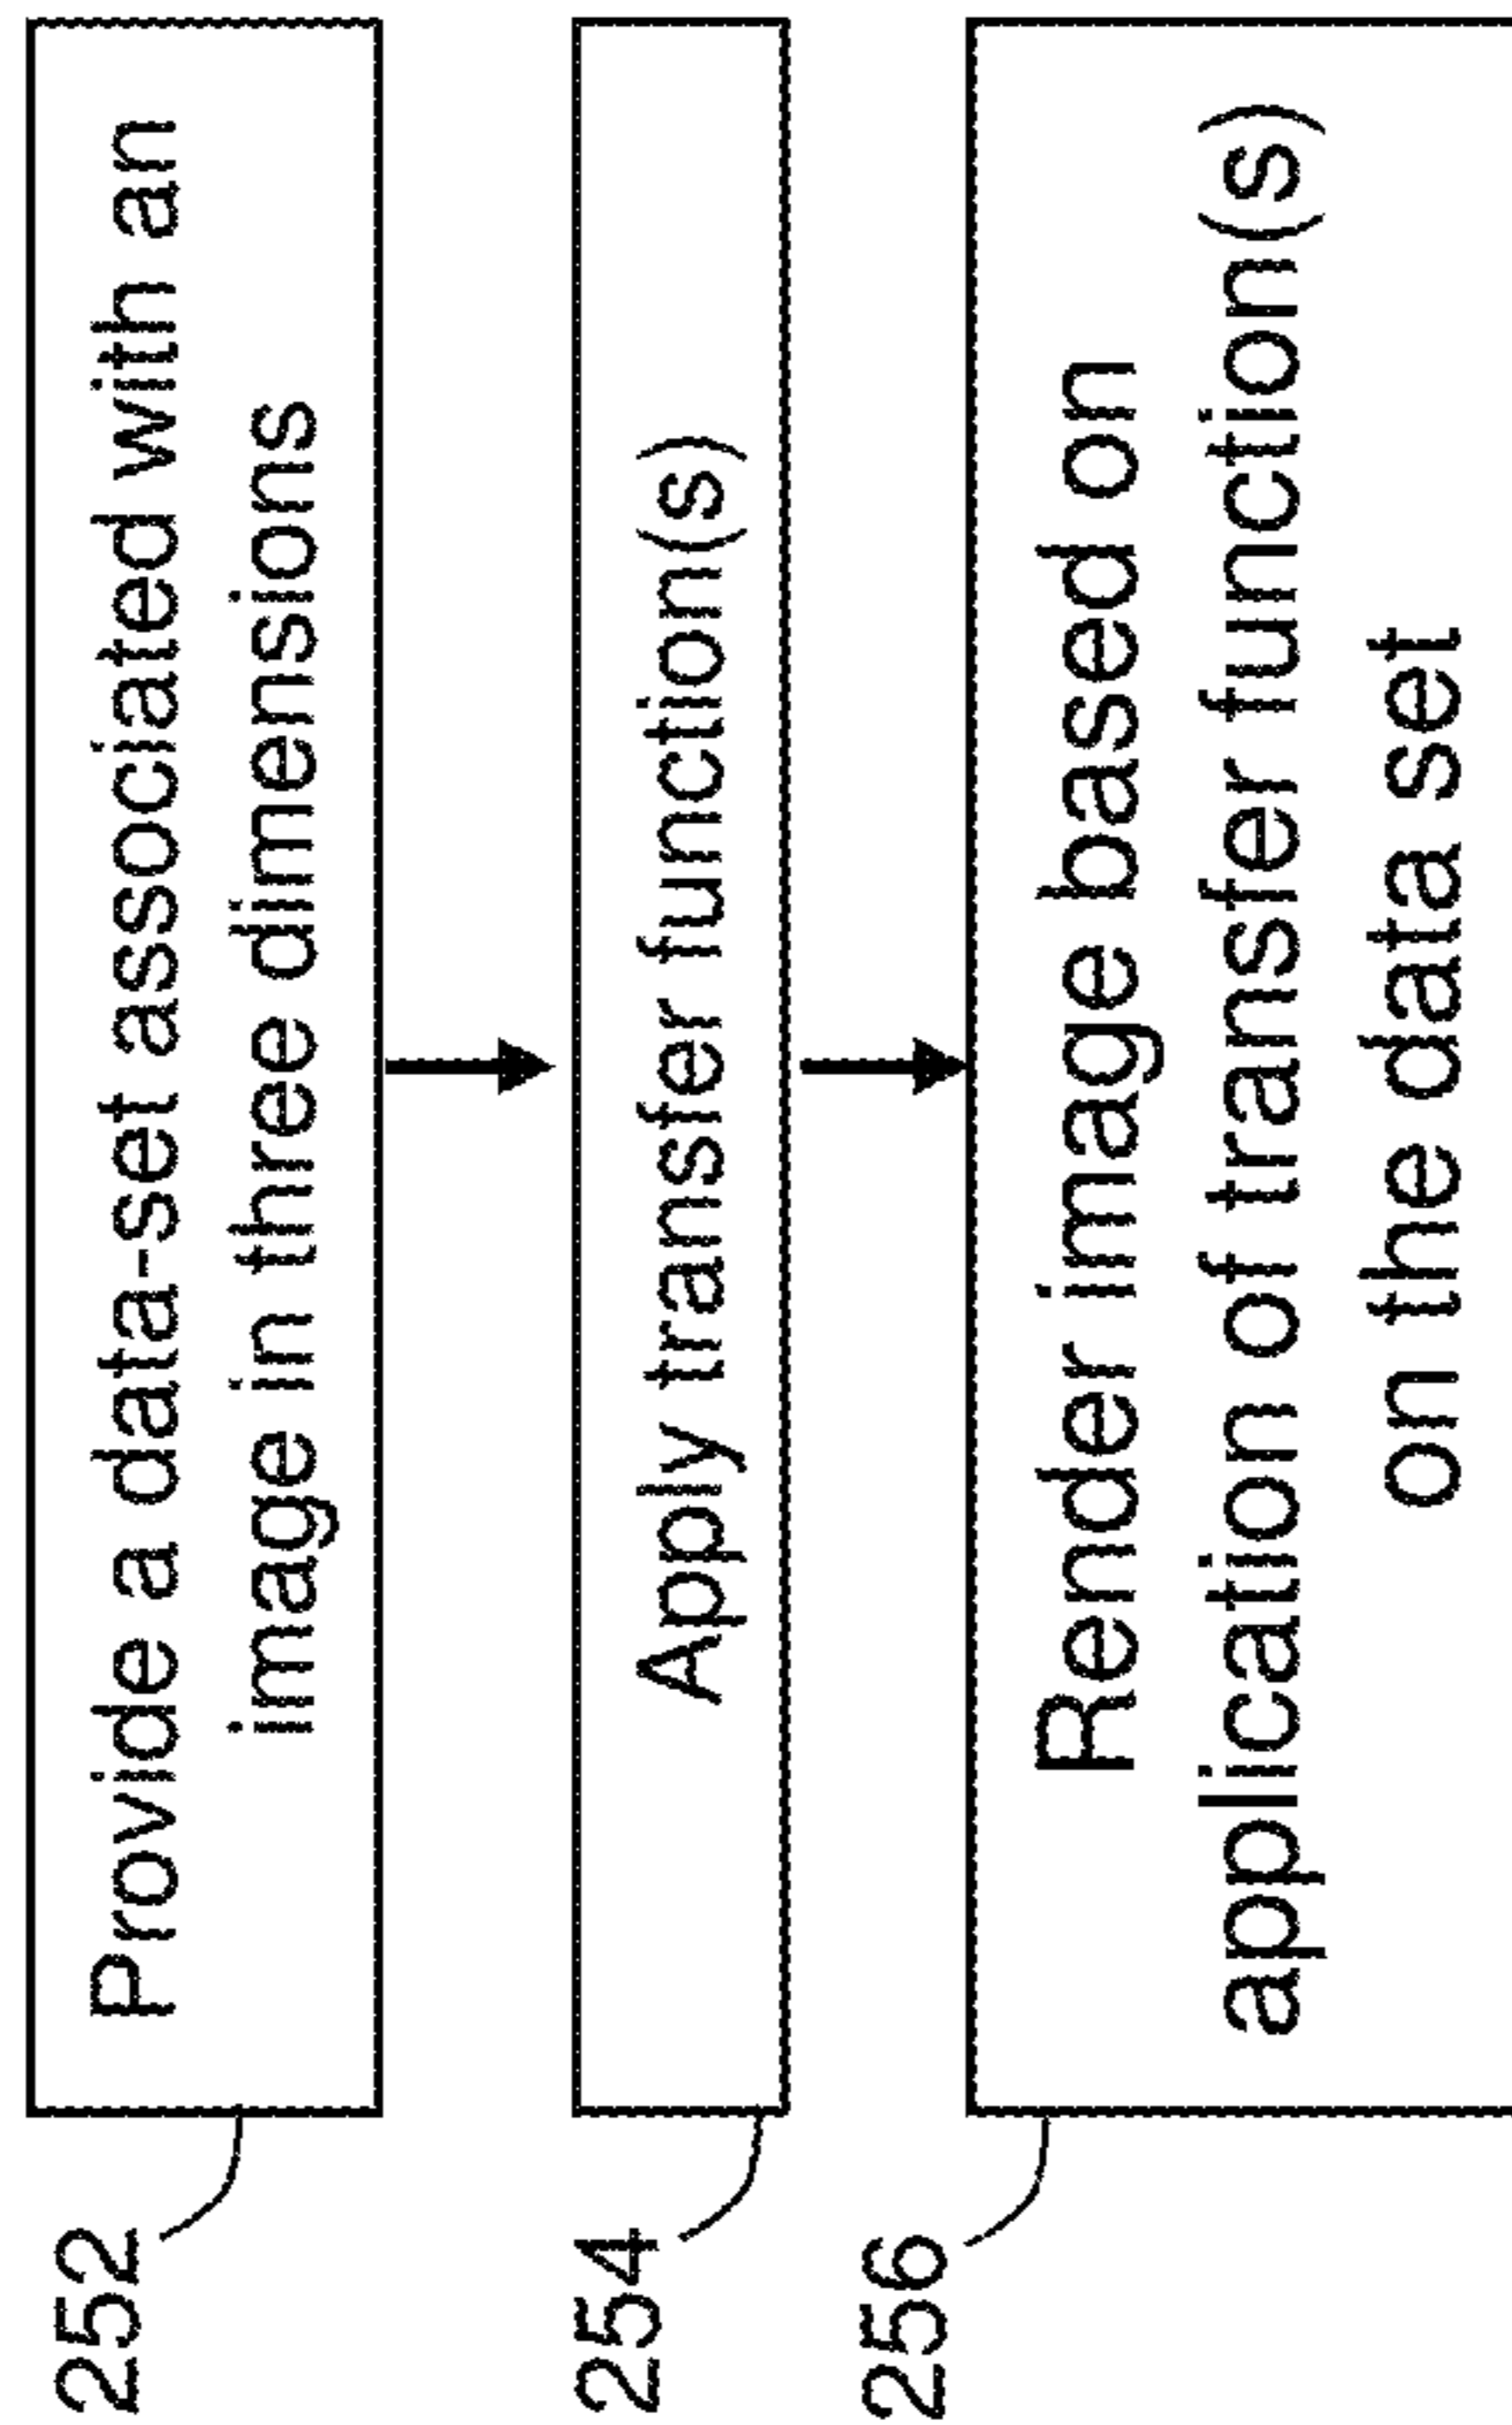 252
Provide a data-set associated with an
image in three dimensions
254
Apply transfer function(s)
256
Render image based on
application of transfer function(s)
on the data set